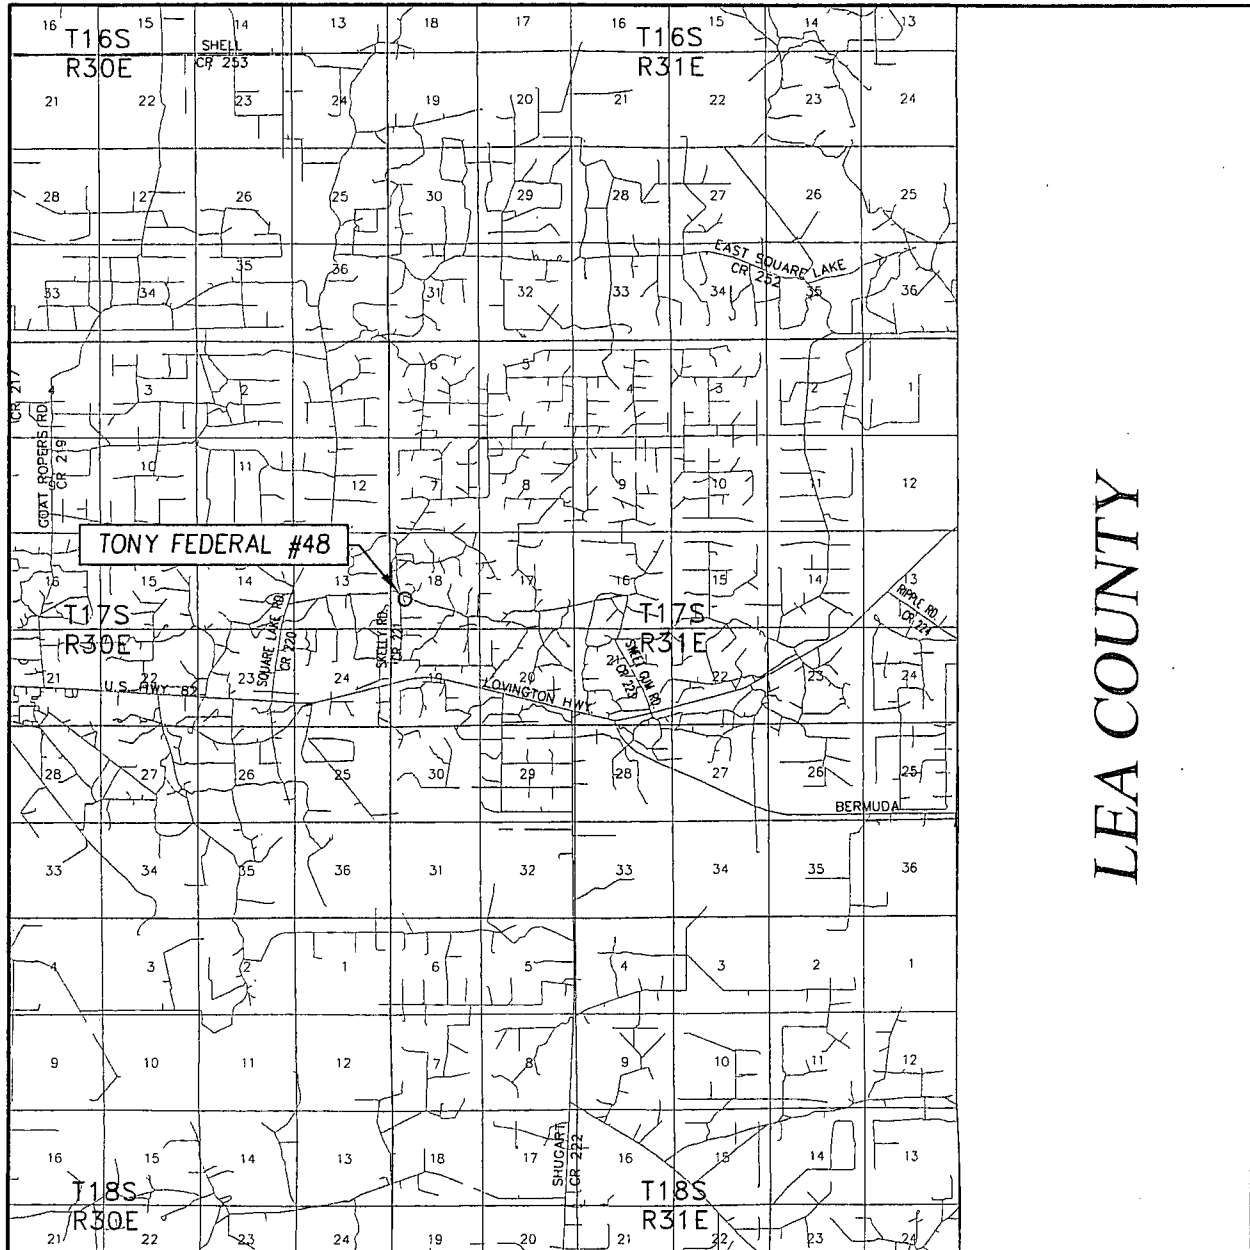 16 15 14 13 18 17 16 15 14 13
T16S T16S
R30E R31E
SHELL
CR 253
21 22 23 24 19 20 21 22 23 24
28 27 26 25 30 29 28 27 26 25
EAST SQUARE LAKE
CR 252
33 34 35 36 31 32 33 34 35 36
CR 217
4 3 2 1 6 5 4 3 2 1
GOAT ROPERS RD.
CR 219
9 10 11 12 7 8 9 10 11 12
TONY FEDERAL #48
16 15 14 13 18 17 16 15 14 13
T17S T17S
R30E R31E
SQUARE LAKE RD.
CR 220
SKELLY RD.
CR 221
SWEET GUM RD.
CR 223
RIPPLE RD.
CR 224
21 22 23 24 19 20 21 22 23 24
U.S. HWY 82
LOVINGTON HWY
28 27 26 25 30 29 28 27 26 25
BERMUDA
33 34 35 36 31 32 33 34 35 36
4 3 2 1 6 5 4 3 2 1
9 10 11 12 7 8 9 10 11 12
SHUGART
CR 222
16 15 14 13 18 17 16 15 14 13
T18S T18S
R30E R31E
21 22 23 24 19 20 21 22 23 24
LEA COUNTY